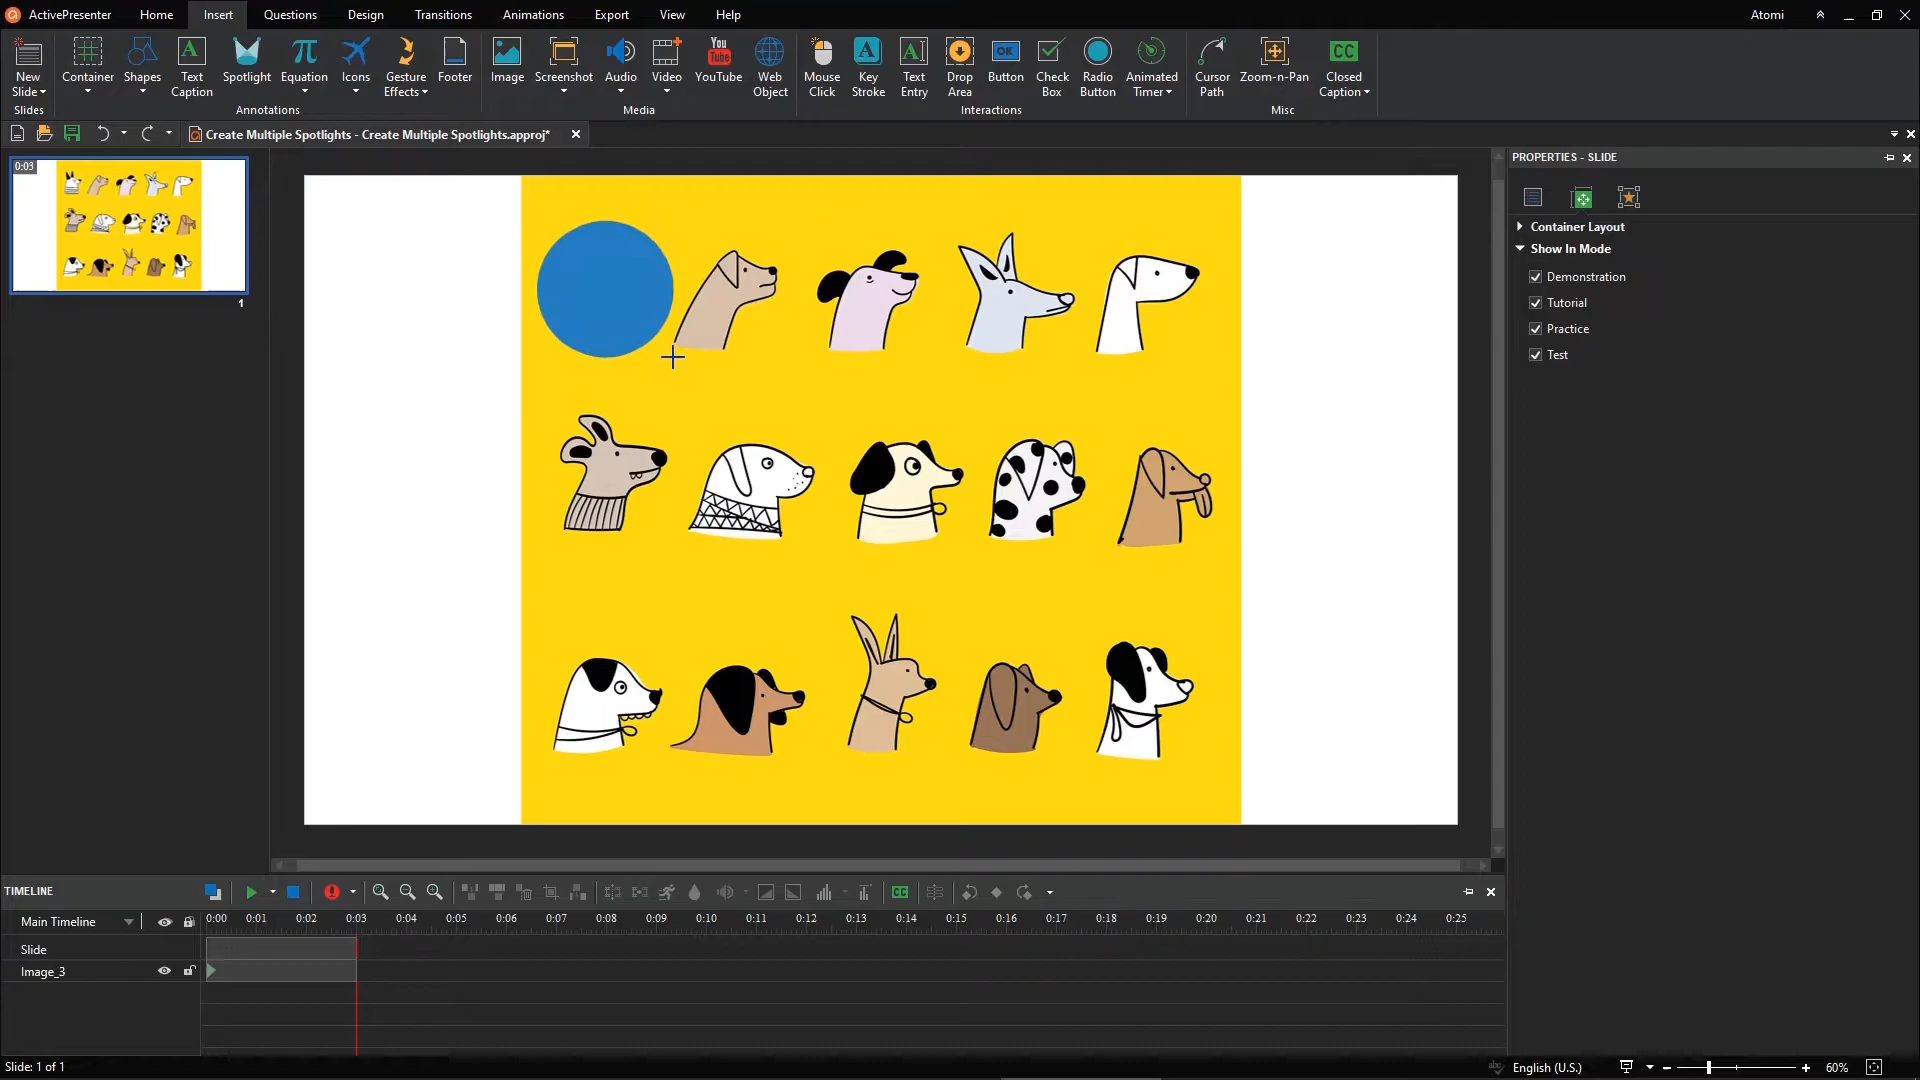 ActivePresenter Home Insert Questions Design Transitions Animations Export View Help Atomi
New Slide Container Shapes Text Caption Spotlight Equation Icons Gesture Effects Footer Image Screenshot Audio Video YouTube Web Object Mouse Click Key Stroke Text Entry Drop Area Button Check Box Radio Button Animated Timer Cursor Path Zoom-n-Pan Closed Caption
Slides Annotations Media Interactions Misc
Create Multiple Spotlights - Create Multiple Spotlights.approj*
PROPERTIES - SLIDE
0:03
1
Container Layout
Show In Mode
Demonstration
Tutorial
Practice
Test
TIMELINE
CC
Main Timeline 0:00 0:01 0:02 0:03 0:04 0:05 0:06 0:07 0:08 0:09 0:10 0:11 0:12 0:13 0:14 0:15 0:16 0:17 0:18 0:19 0:20 0:21 0:22 0:23 0:24 0:25
Slide
Image_3
Slide: 1 of 1 English (U.S.) 60%